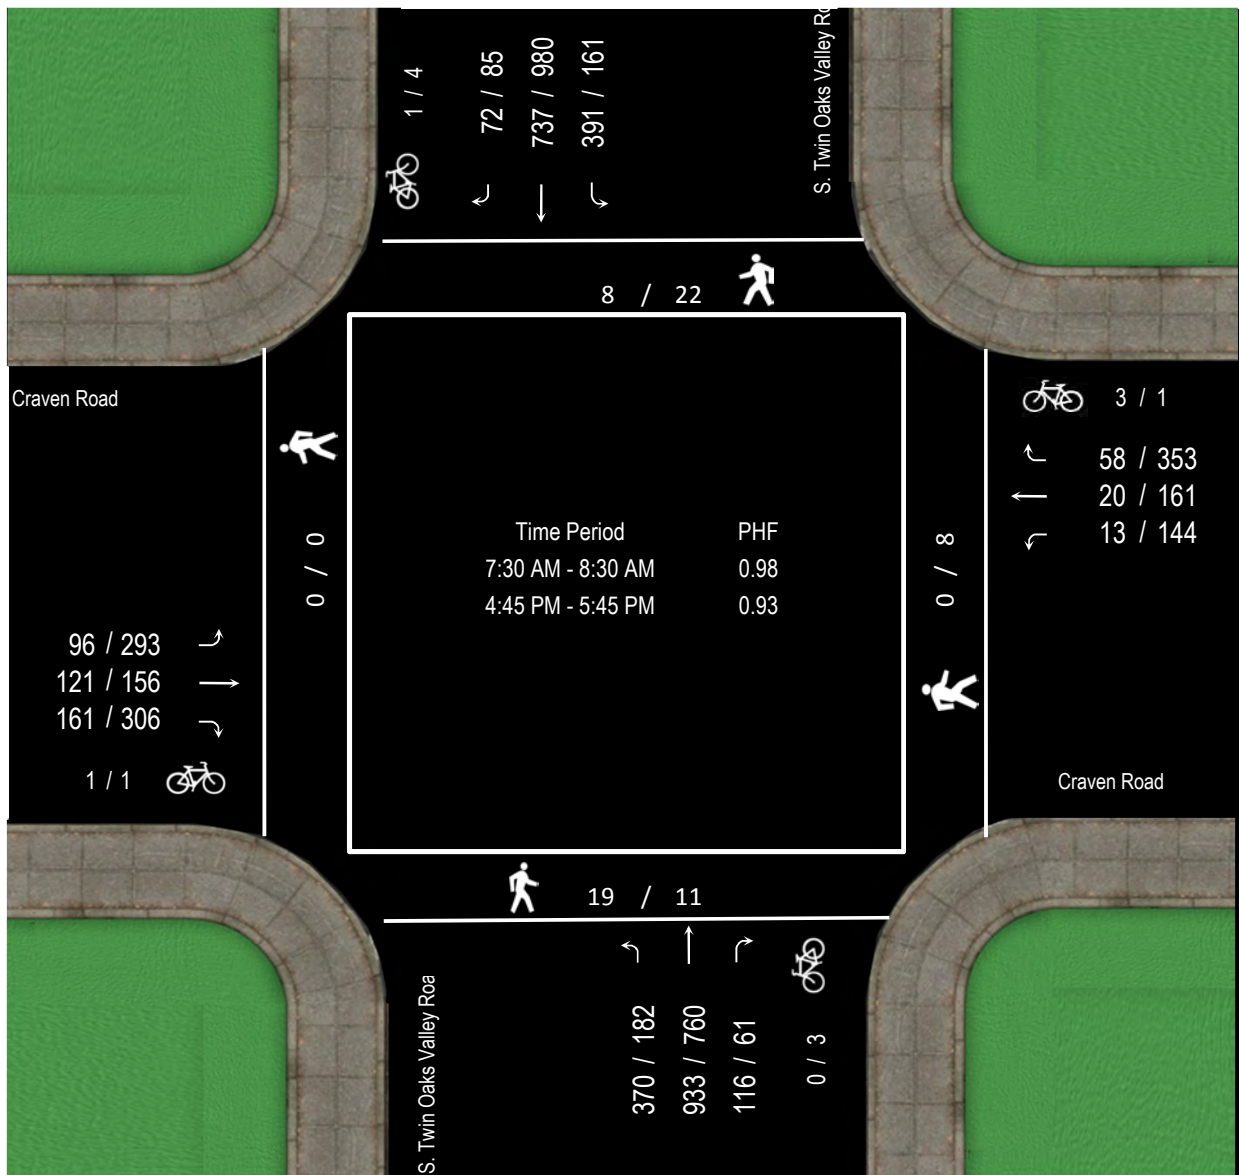 1 / 4
72 / 85
737 / 980
391 / 161
S. Twin Oaks Valley Ro
8 / 22
Craven Road
3 / 1
58 / 353
20 / 161
13 / 144
0 / 0
Time Period PHF
7:30 AM - 8:30 AM 0.98
4:45 PM - 5:45 PM 0.93
0 / 8
96 / 293
121 / 156
161 / 306
1 / 1
Craven Road
19 / 11
S. Twin Oaks Valley Roa
370 / 182
933 / 760
116 / 61
0 / 3